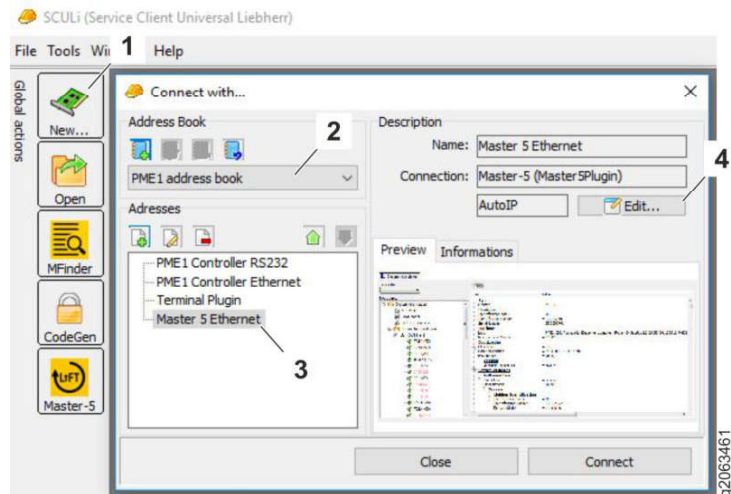 SCULi (Service Client Universal Liebherr)
File Tools Wi 1 Help
Global actions
New...
Open
MFinder
CodeGen
LIFT
Master-5
Connect with...
Address Book
2
PME1 address book
Adresses
PME1 Controller RS232
PME1 Controller Ethernet
Terminal Plugin
Master 5 Ethernet
3
Description
Name: Master 5 Ethernet
4
Connection: Master-5 (Master5Plugin)
AutoIP Edit...
Preview Informations
Close Connect
g2063461